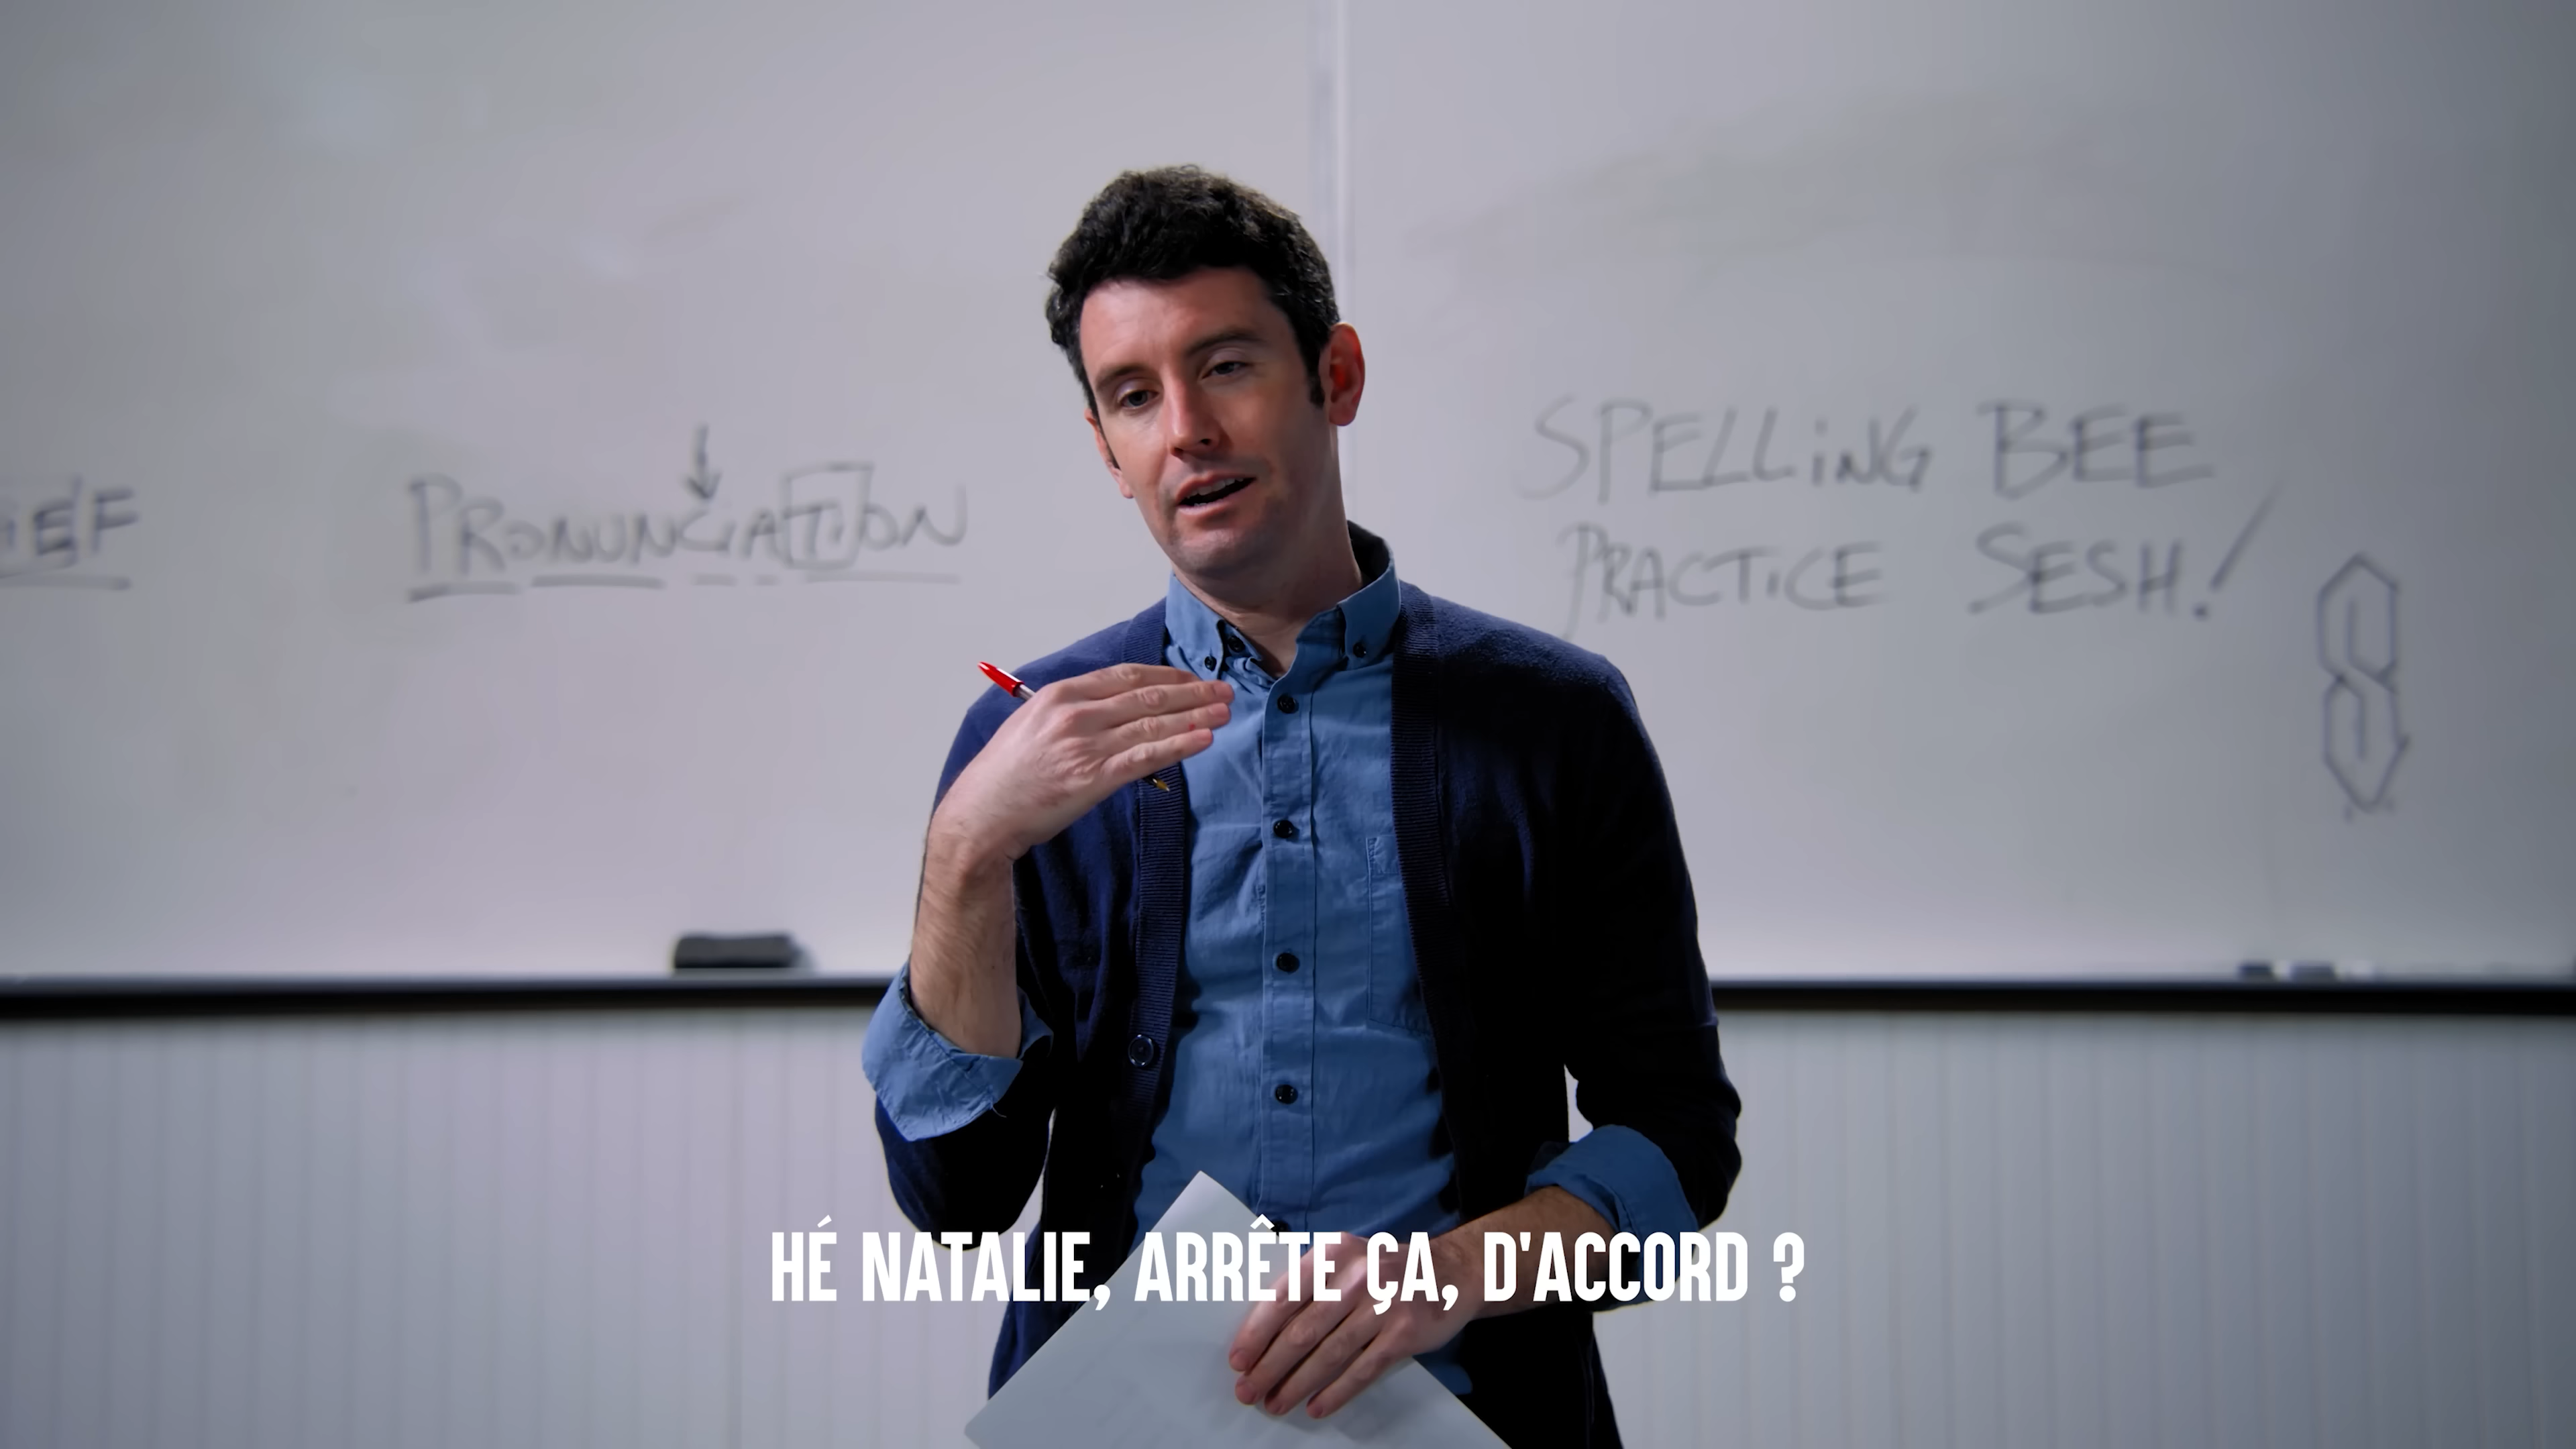 PRONUNCIATION
SPELLiNG BEE
PRACTiCE SESH!
HÉ NATALIE, ARRÊTE ÇA, D'ACCORD ?